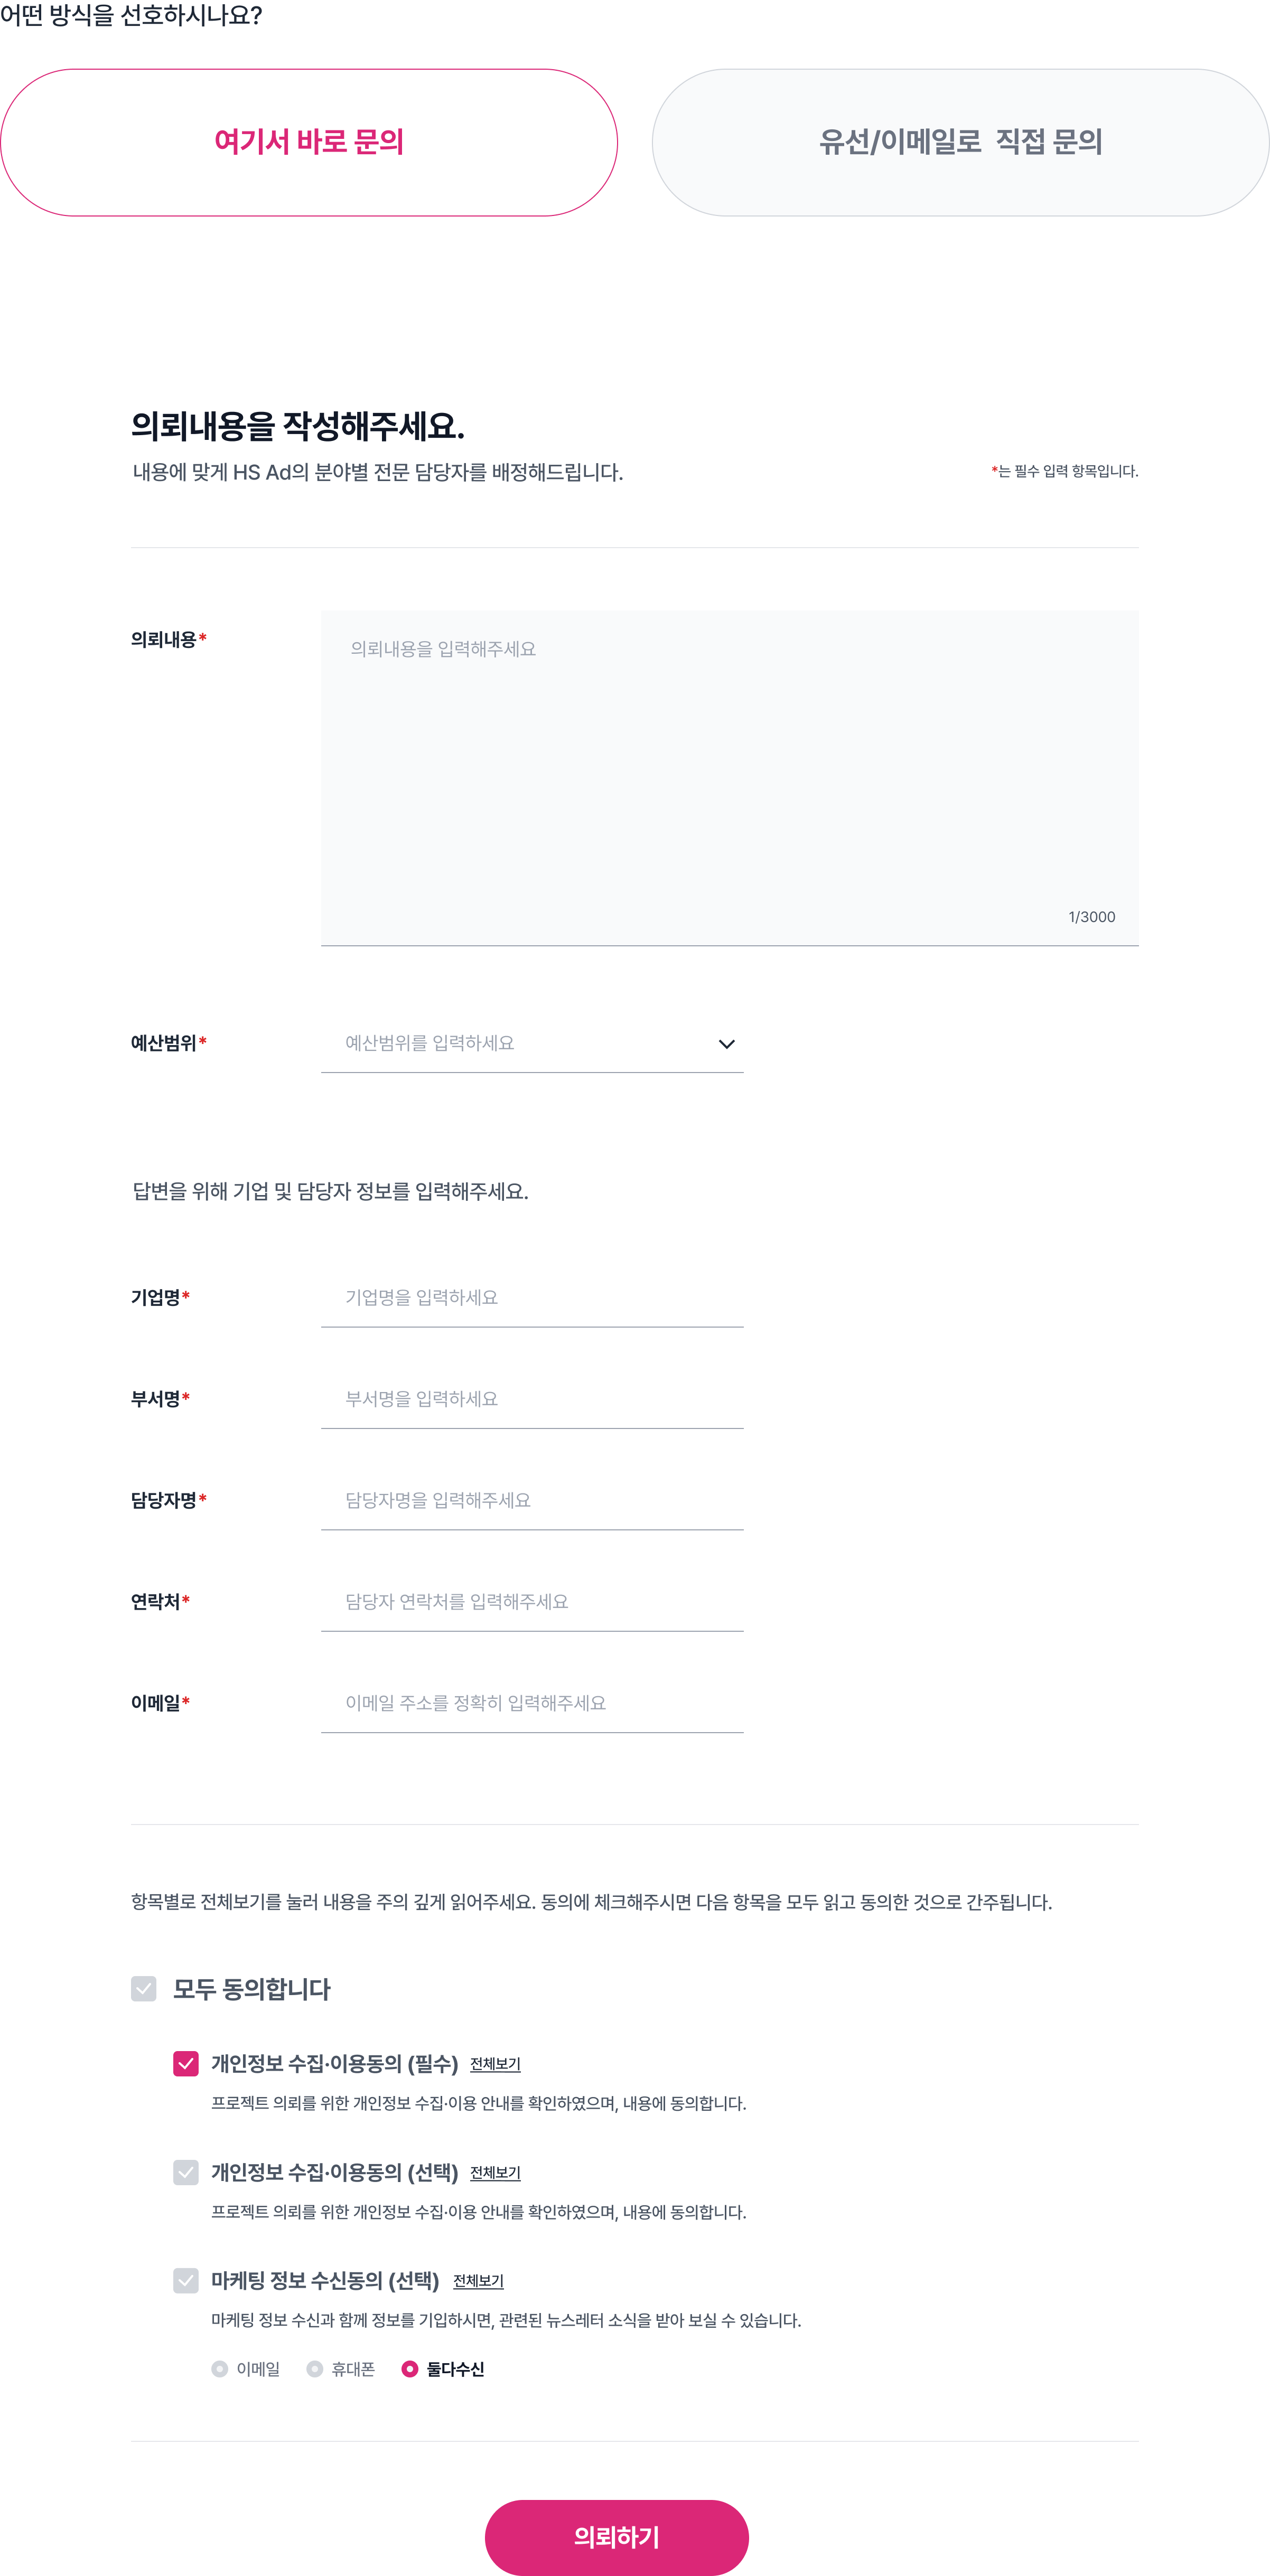 어떤 방식을 선호하시나요?
여기서 바로 문의
유선/이메일로 직접 문의
의뢰내용을 작성해주세요.
내용에 맞게 HS Ad의 분야별 전문 담당자를 배정해드립니다.
*는 필수 입력 항목입니다.
의뢰내용*
의뢰내용을 입력해주세요
1/3000
예산범위*
예산범위를 입력하세요
답변을 위해 기업 및 담당자 정보를 입력해주세요.
기업명*
기업명을 입력하세요
부서명*
부서명을 입력하세요
담당자명*
담당자명을 입력해주세요
연락처*
담당자 연락처를 입력해주세요
이메일*
이메일 주소를 정확히 입력해주세요
항목별로 전체보기를 눌러 내용을 주의 깊게 읽어주세요. 동의에 체크해주시면 다음 항목을 모두 읽고 동의한 것으로 간주됩니다.
모두 동의합니다
개인정보 수집·이용동의 (필수) 전체보기
프로젝트 의뢰를 위한 개인정보 수집·이용 안내를 확인하였으며, 내용에 동의합니다.
개인정보 수집·이용동의 (선택) 전체보기
프로젝트 의뢰를 위한 개인정보 수집·이용 안내를 확인하였으며, 내용에 동의합니다.
마케팅 정보 수신동의 (선택) 전체보기
마케팅 정보 수신과 함께 정보를 기입하시면, 관련된 뉴스레터 소식을 받아 보실 수 있습니다.
이메일 휴대폰 둘다수신
의뢰하기